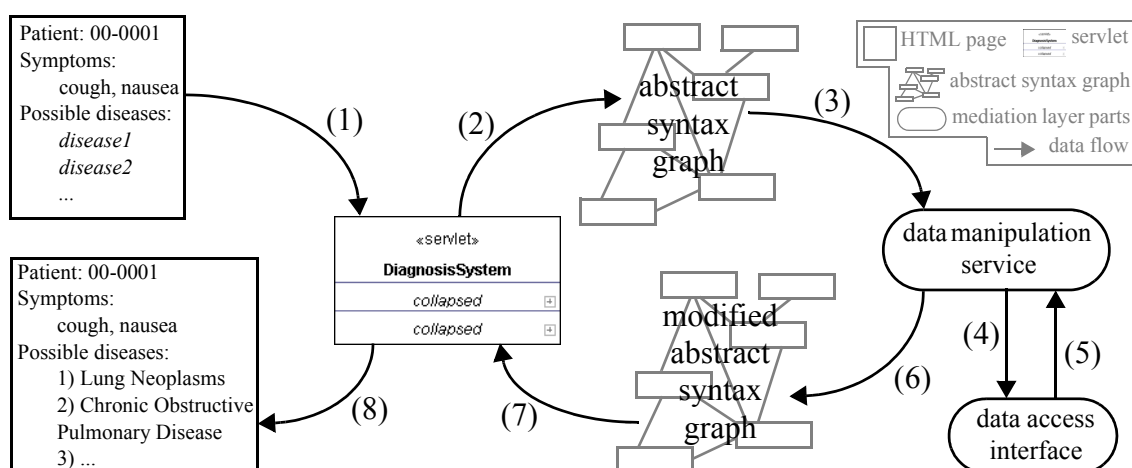 Patient: 00-0001
Symptoms:
cough, nausea
Possible diseases:
disease1
disease2
...
(1)
(2)
abstract
syntax
graph
(3)
HTML page
servlet
abstract syntax graph
mediation layer parts
data flow
«servlet»
DiagnosisSystem
collapsed
collapsed
data manipulation
service
(4)
(5)
data access
interface
(6)
modified
abstract
syntax
graph
(7)
(8)
Patient: 00-0001
Symptoms:
cough, nausea
Possible diseases:
1) Lung Neoplasms
2) Chronic Obstructive
Pulmonary Disease
3) ...